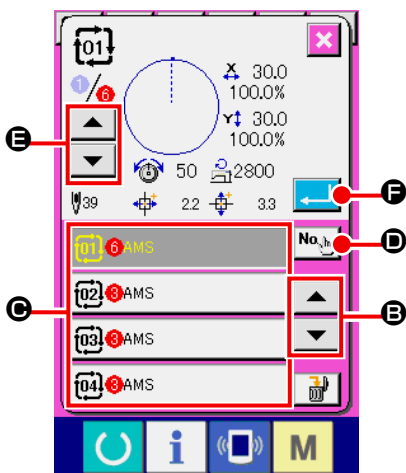 01
X 30.0
100.0%
1/6
Y 30.0
100.0%
E
50 2800
F
39 2.2 3.3
No.
D
01 6 AMS
02 3 AMS
C
B
03 3 AMS
04 3 AMS
i M